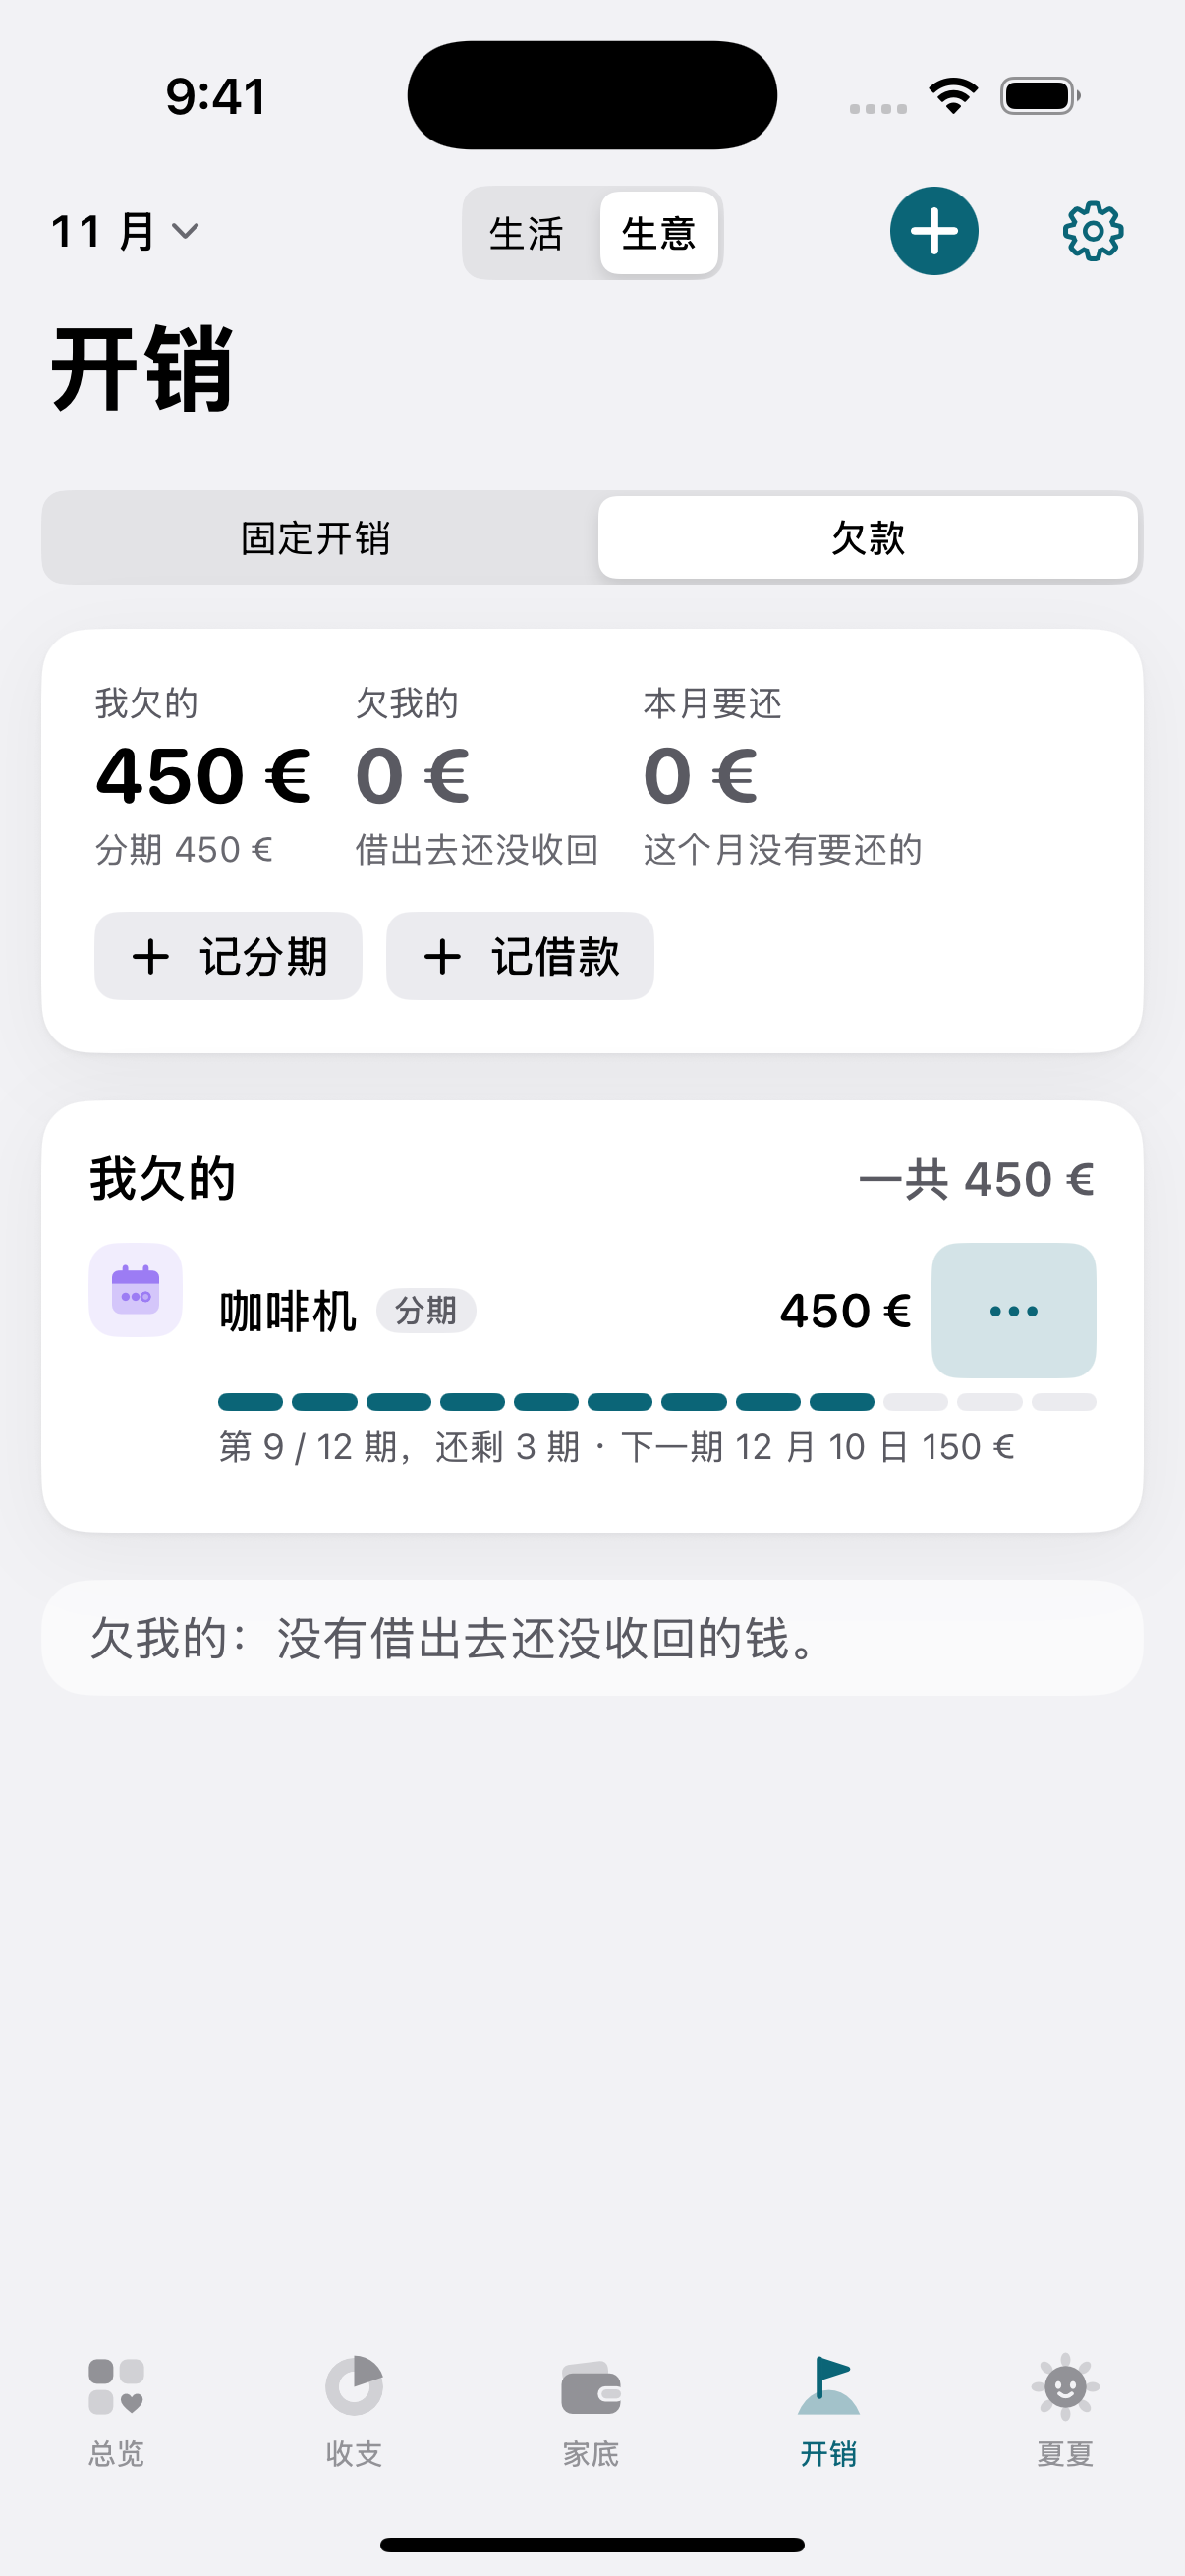 9:41
11 月
生活
生意
开销
固定开销
欠款
我欠的
欠我的
本月要还
450 €
0 €
0 €
分期 450 €
借出去还没收回
这个月没有要还的
+ 记分期
+ 记借款
我欠的
一共 450 €
咖啡机
分期
450 €
第 9 / 12 期，还剩 3 期 · 下一期 12 月 10 日 150 €
欠我的：没有借出去还没收回的钱。
总览
收支
家底
开销
夏夏